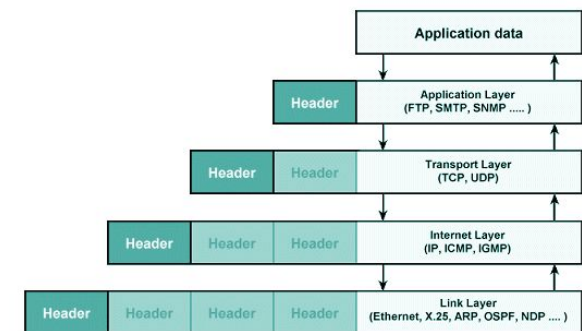 Application data
Header
Application Layer
(FTP, SMTP, SNMP ..... )
Header
Header
Transport Layer
(TCP, UDP)
Header
Header
Header
Internet Layer
(IP, ICMP, IGMP)
Header
Header
Header
Header
Link Layer
(Ethernet, X.25, ARP, OSPF, NDP .... )